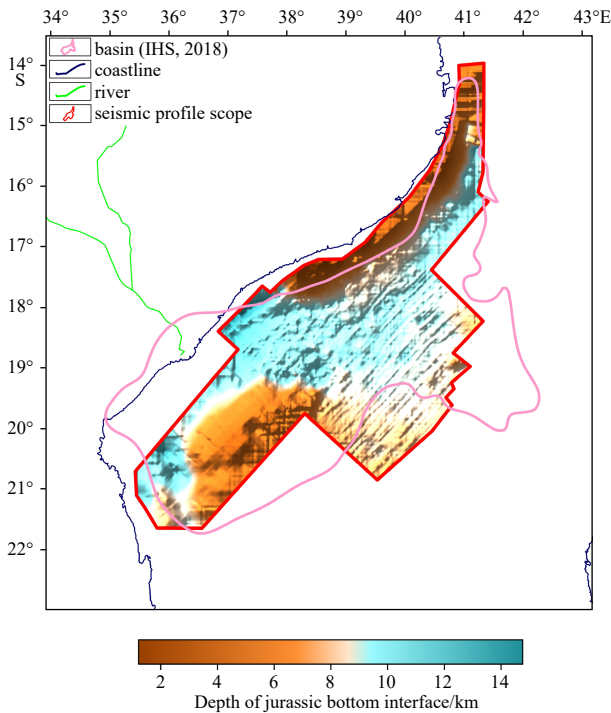 34° 35° 36° 37° 38° 39° 40° 41° 42° 43°E
14°
S
basin (IHS, 2018)
coastline
river
seismic profile scope
15°
16°
17°
18°
19°
20°
21°
22°
2 4 6 8 10 12 14
Depth of jurassic bottom interface/km